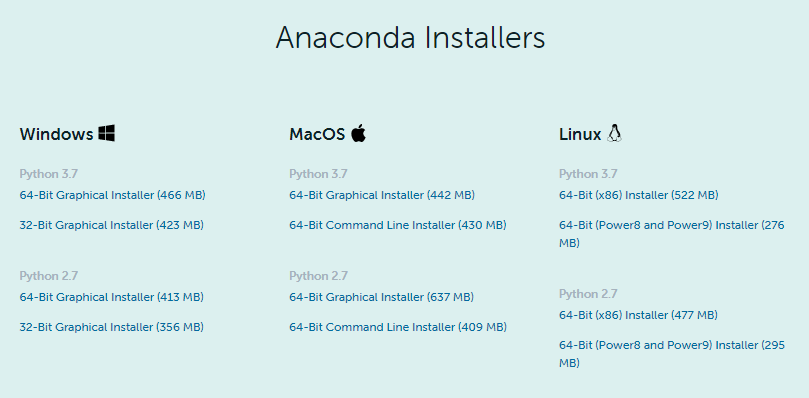 Anaconda Installers
Windows
Python 3.7
64-Bit Graphical Installer (466 MB)
32-Bit Graphical Installer (423 MB)
Python 2.7
64-Bit Graphical Installer (413 MB)
32-Bit Graphical Installer (356 MB)
MacOS
Python 3.7
64-Bit Graphical Installer (442 MB)
64-Bit Command Line Installer (430 MB)
Python 2.7
64-Bit Graphical Installer (637 MB)
64-Bit Command Line Installer (409 MB)
Linux
Python 3.7
64-Bit (x86) Installer (522 MB)
64-Bit (Power8 and Power9) Installer (276
MB)
Python 2.7
64-Bit (x86) Installer (477 MB)
64-Bit (Power8 and Power9) Installer (295
MB)